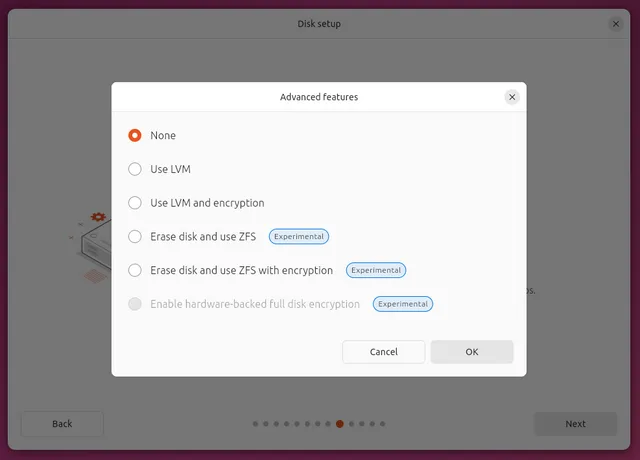 Disk setup
Advanced features
None
Use LVM
Use LVM and encryption
Erase disk and use ZFS Experimental
Erase disk and use ZFS with encryption Experimental
Enable hardware-backed full disk encryption Experimental
Cancel OK
Back Next